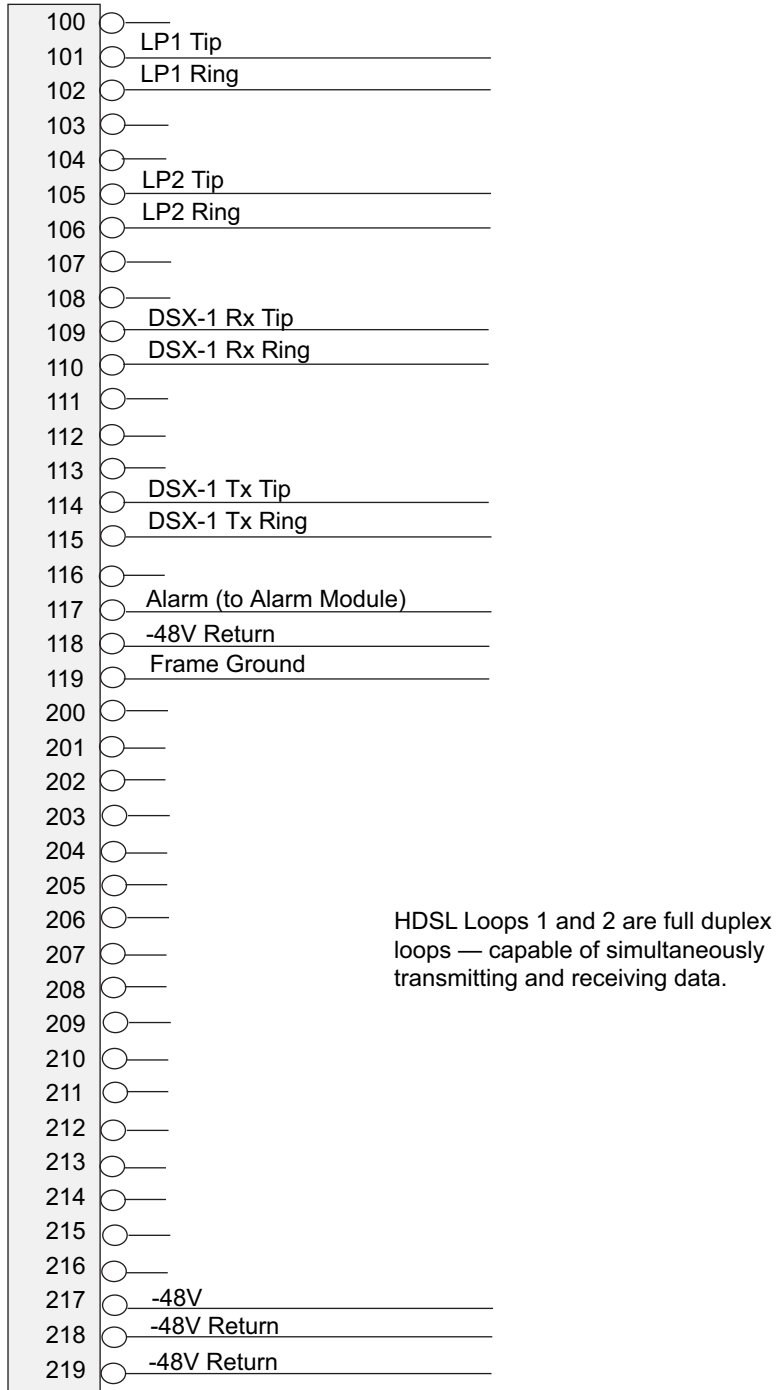 100
LP1 Tip
101
LP1 Ring
102
103
104
LP2 Tip
105
LP2 Ring
106
107
108
DSX-1 Rx Tip
109
DSX-1 Rx Ring
110
111
112
113
DSX-1 Tx Tip
114
DSX-1 Tx Ring
115
116
Alarm (to Alarm Module)
117
-48V Return
118
Frame Ground
119
200
201
202
203
204
205
206
HDSL Loops 1 and 2 are full duplex
loops — capable of simultaneously
transmitting and receiving data.
207
208
209
210
211
212
213
214
215
216
217 -48V
218 -48V Return
219 -48V Return